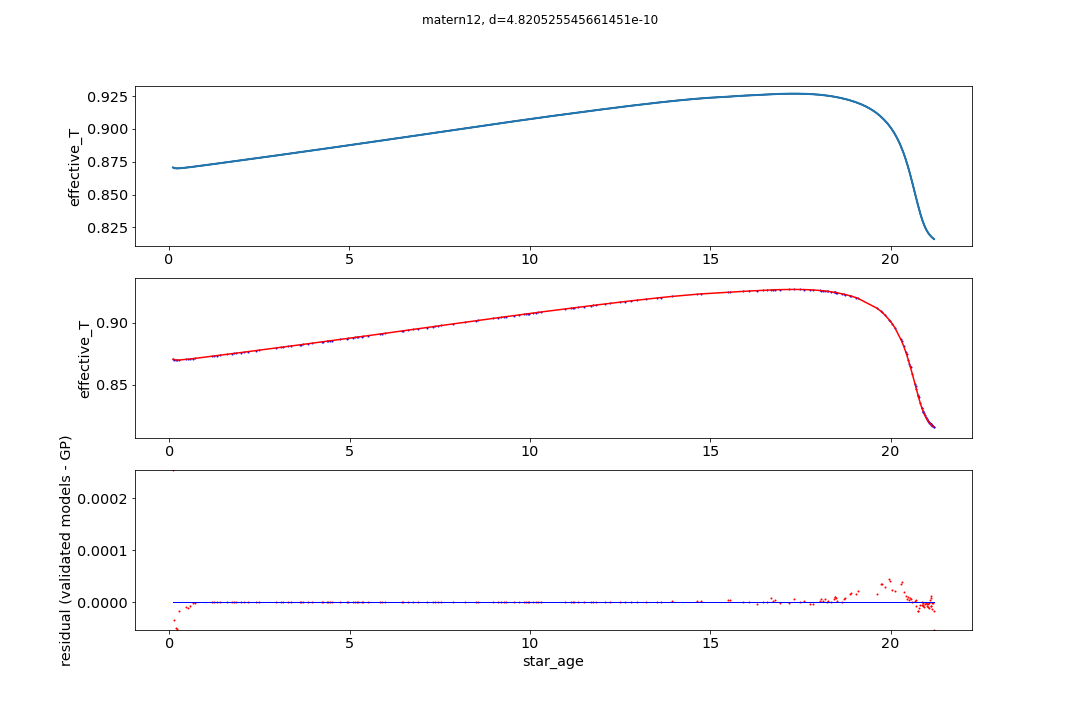 matern12, d=4.820525545661451e-10
effective_T
0.925
0.900
0.875
0.850
0.825
0 5 10 15 20
effective_T
0.90
0.85
0 5 10 15 20
residual (validated models - GP)
0.0002
0.0001
0.0000
0 5 10 15 20
star_age